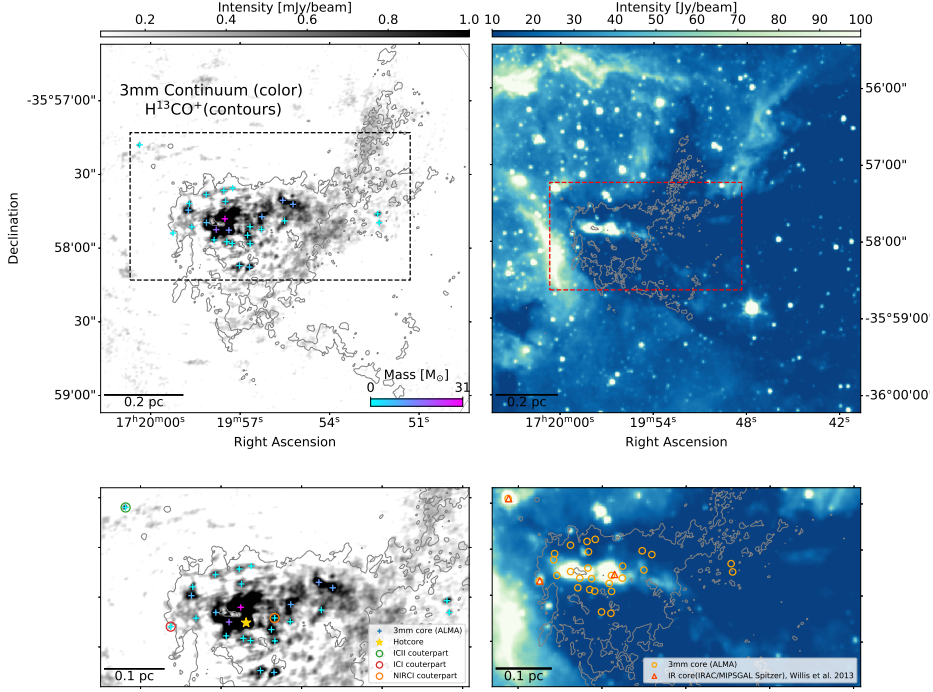 Intensity [mJy/beam]
0.2 0.4 0.6 0.8 1.0
Intensity [Jy/beam]
10 20 30 40 50 60 70 80 90 100
3mm Continuum (color)
H¹³CO⁺(contours)
-35°57'00"
30"
58'00"
30"
59'00"
Declination
Mass [M☉]
0 31
0.2 pc
17ʰ20ᵐ00ˢ 19ᵐ57ˢ 54ˢ 51ˢ
Right Ascension
56'00"
57'00"
58'00"
-35°59'00"
36°00'00"
0.2 pc
17ʰ20ᵐ00ˢ 19ᵐ54ˢ 48ˢ 42ˢ
Right Ascension
3mm core (ALMA)
Hotcore
ICII couterpart
ICI couterpart
NIRCI couterpart
0.1 pc
0.1 pc
3mm core (ALMA)
IR core(IRAC/MIPSGAL Spitzer), Willis et al. 2013